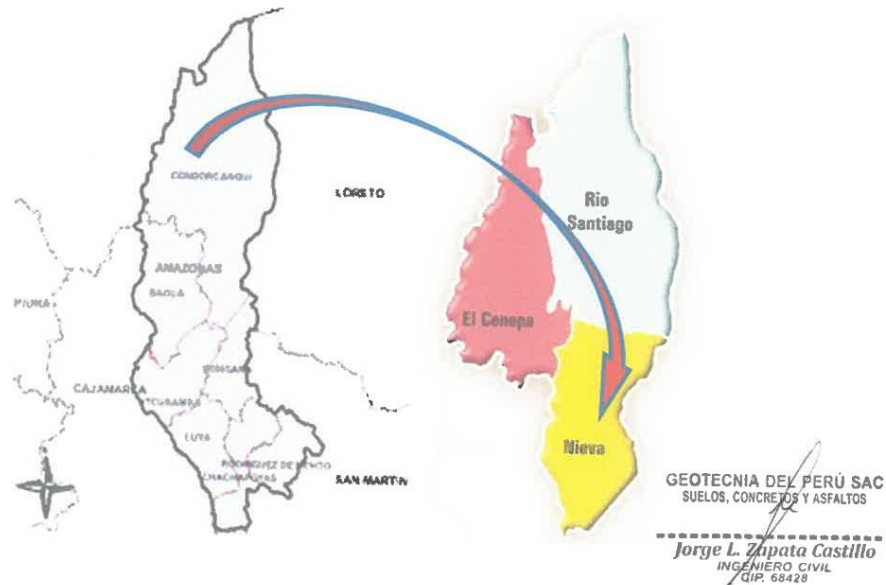 CONDORCANQUI
LORETO
AMAZONAS
BAGUA
PIURA
BONGARA
CAJAMARCA
UTCUBAMBA
LUYA
RODRIGUEZ DE MENDO
CHACHAPOYAS
SAN MARTIN
Rio
Santiago
El Cenepa
Nieva
GEOTECNIA DEL PERÚ SAC
SUELOS, CONCRETOS Y ASFALTOS
Jorge L. Zapata Castillo
INGENIERO CIVIL
CIP. 68428